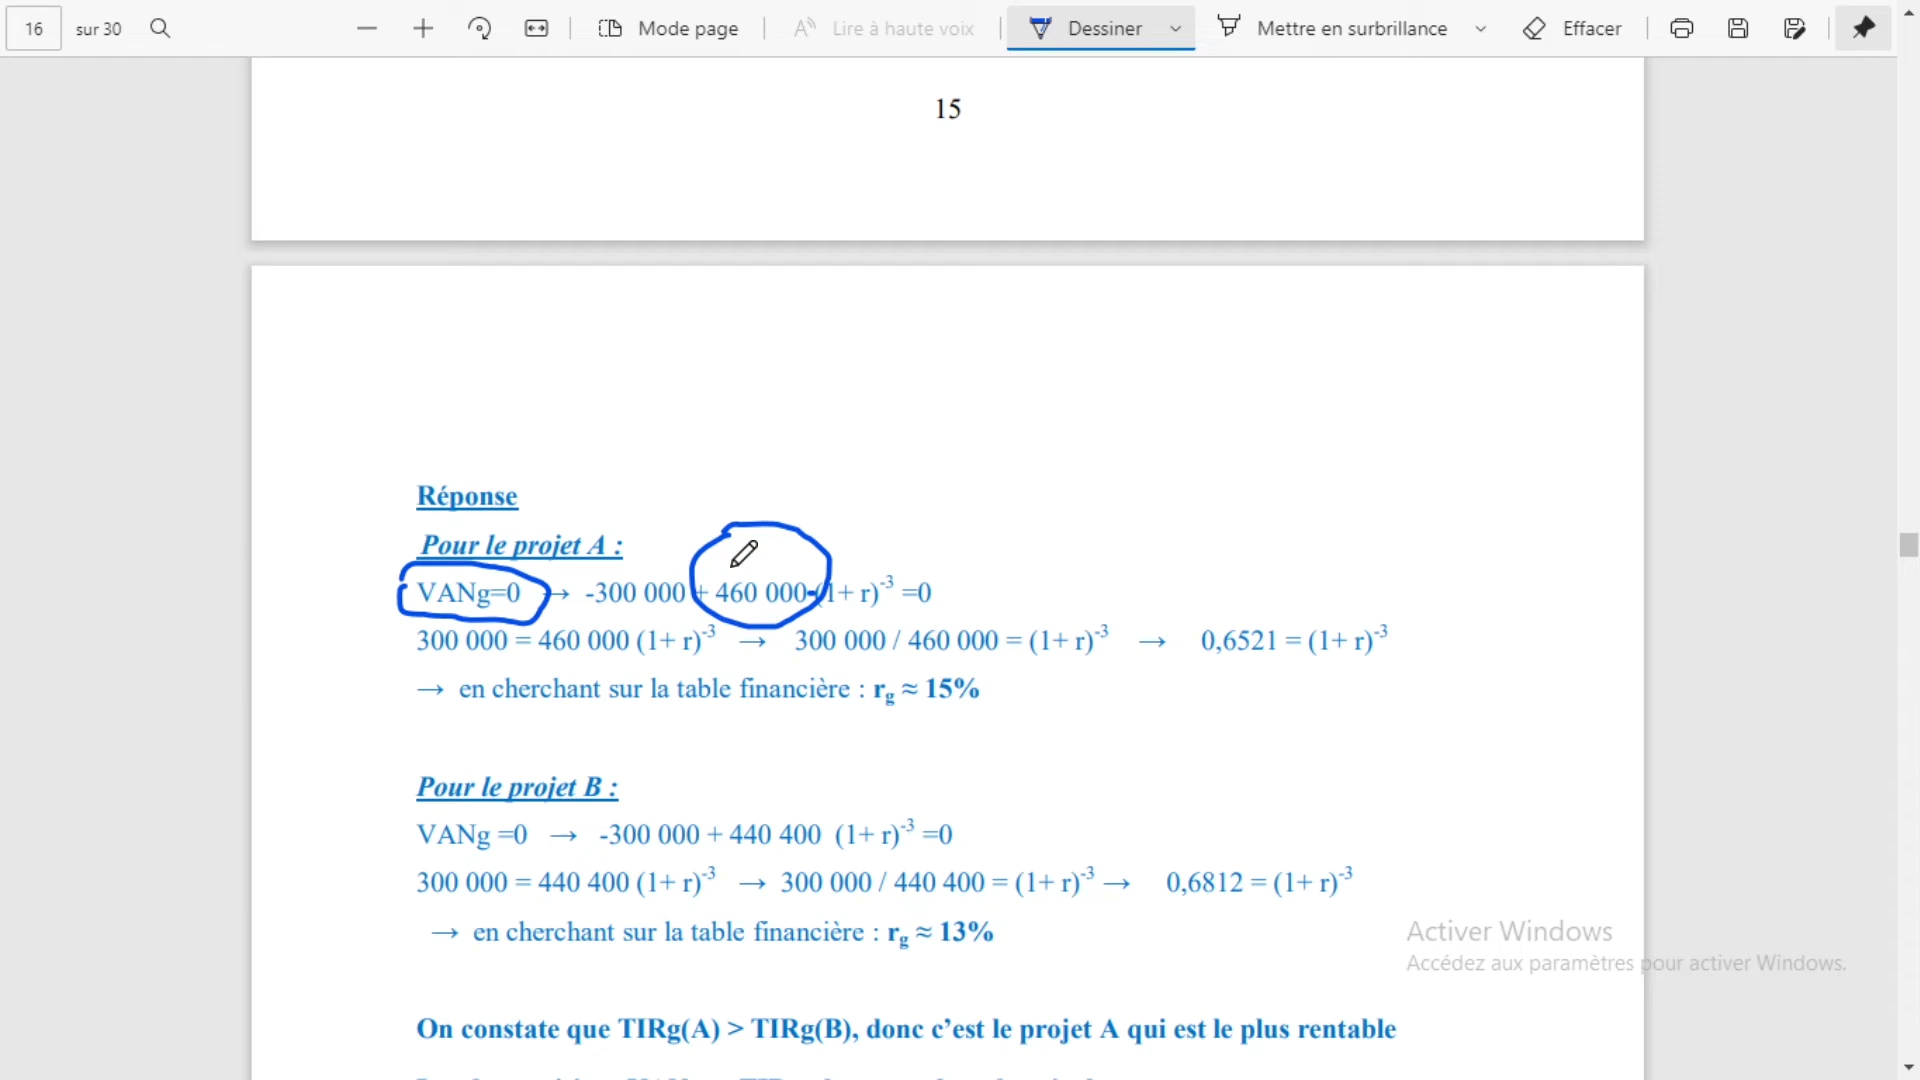 16 sur 30 Mode page Lire à haute voix Dessiner Mettre en surbrillance Effacer
15
Réponse
Pour le projet A :
VANg=0 → -300 000 + 460 000 (1+ r)-3 =0
300 000 = 460 000 (1+ r)-3 → 300 000 / 460 000 = (1+ r)-3 → 0,6521 = (1+ r)-3
→ en cherchant sur la table financière : rg ≈ 15%
Pour le projet B :
VANg =0 → -300 000 + 440 400 (1+ r)-3 =0
300 000 = 440 400 (1+ r)-3 → 300 000 / 440 400 = (1+ r)-3 → 0,6812 = (1+ r)-3
→ en cherchant sur la table financière : rg ≈ 13%
Activer Windows
Accédez aux paramètres pour activer Windows.
On constate que TIRg(A) > TIRg(B), donc c’est le projet A qui est le plus rentable